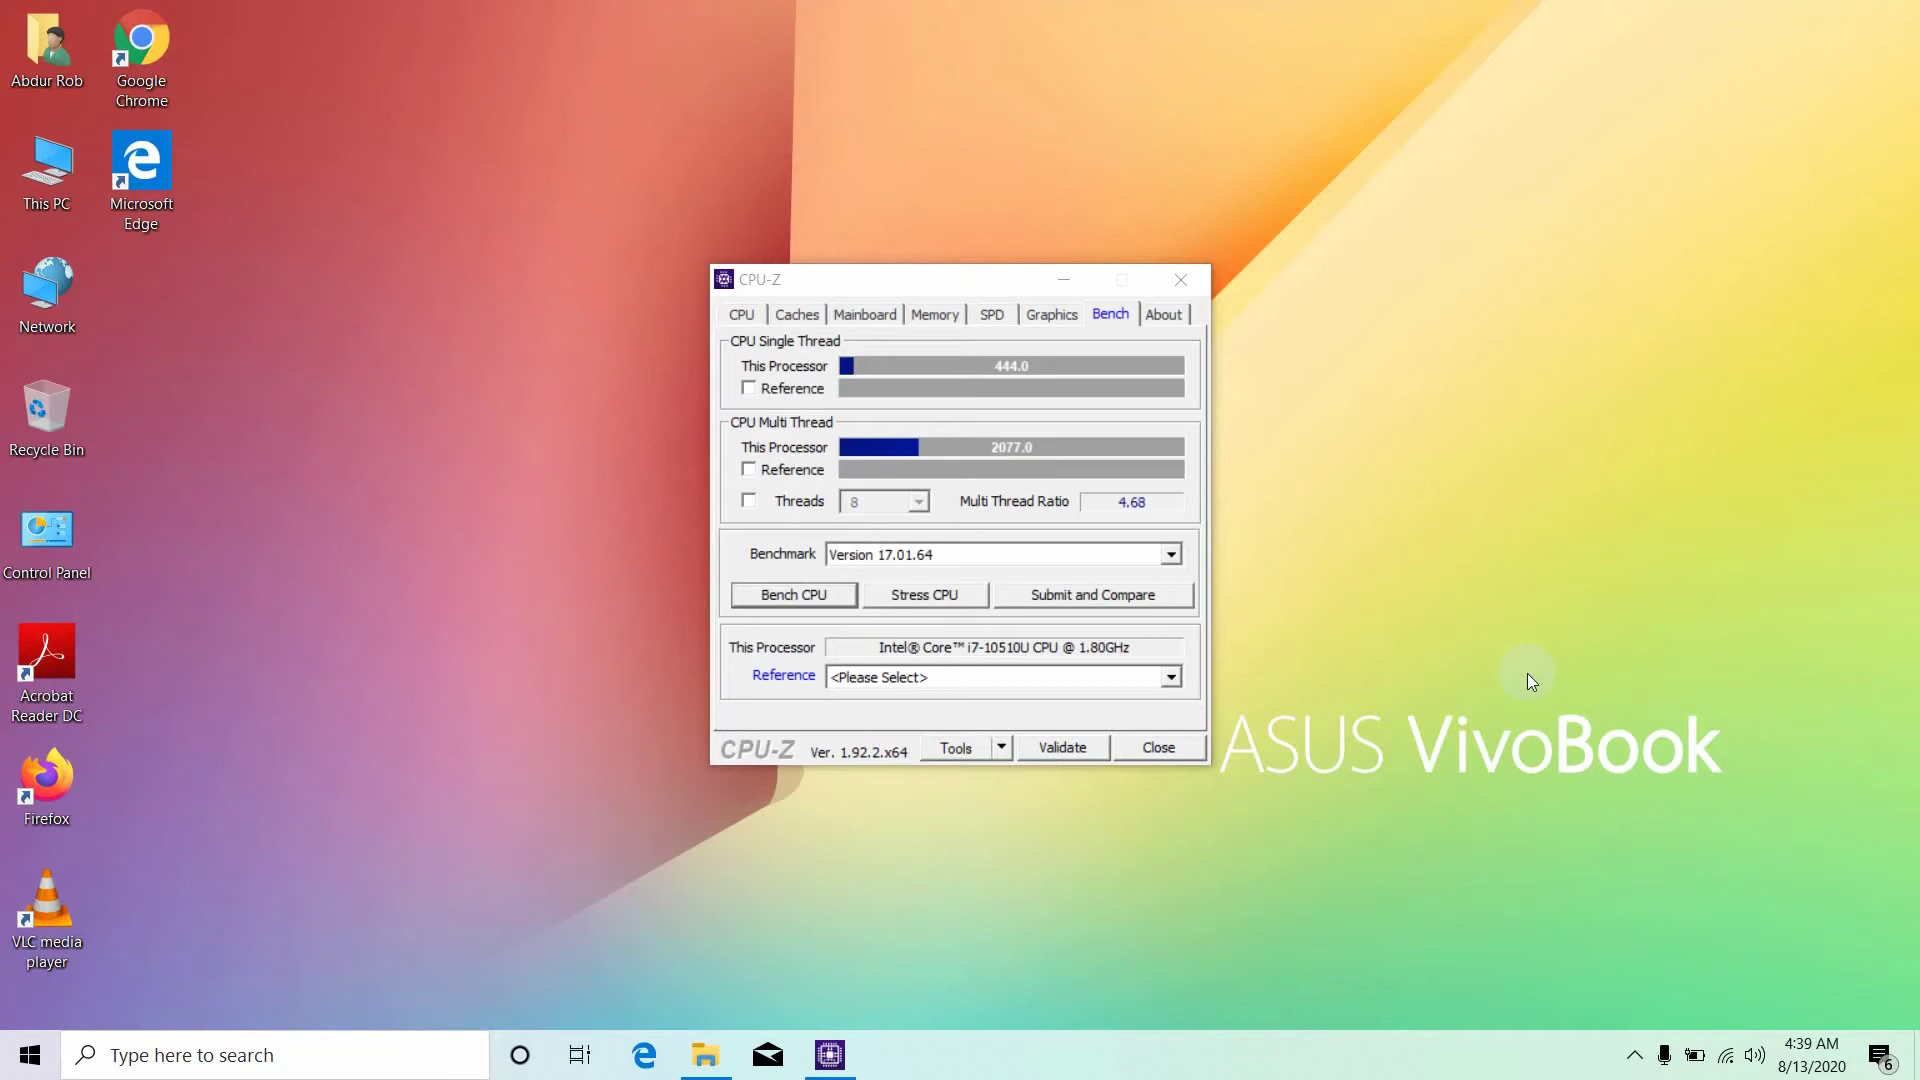 Abdur Rob
Google
Chrome
This PC
Microsoft
Edge
Network
Recycle Bin
Control Panel
Acrobat
Reader DC
Firefox
VLC media
player
CPU-Z
CPU Caches Mainboard Memory SPD Graphics Bench About
CPU Single Thread
This Processor 444.0
Reference
CPU Multi Thread
This Processor 2077.0
Reference
Threads 8 Multi Thread Ratio 4.68
Benchmark Version 17.01.64
Bench CPU Stress CPU Submit and Compare
This Processor Intel® Core™ i7-10510U CPU @ 1.80GHz
Reference <Please Select>
CPU-Z Ver. 1.92.2.x64 Tools Validate Close
ASUS VivoBook
Type here to search
4:39 AM
8/13/2020
6